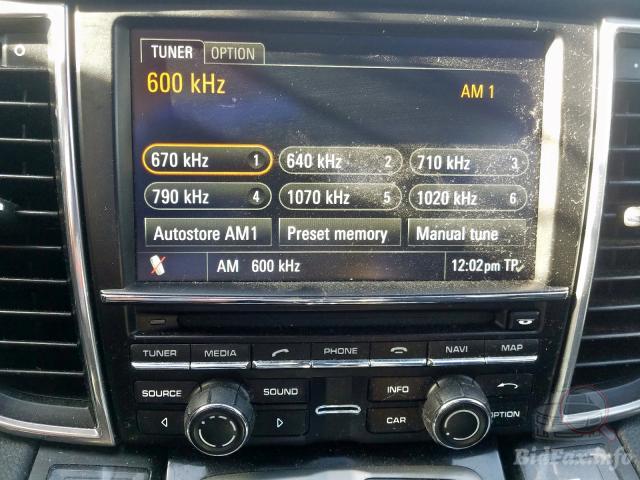 TUNER OPTION
600 kHz AM 1
670 kHz 1 640 kHz 2 710 kHz 3
790 kHz 4 1070 kHz 5 1020 kHz 6
Autostore AM1 Preset memory Manual tune
AM 600 kHz 12:02pm TP
TUNER MEDIA PHONE NAVI MAP
SOURCE SOUND INFO
CAR OPTION
BidFax.info